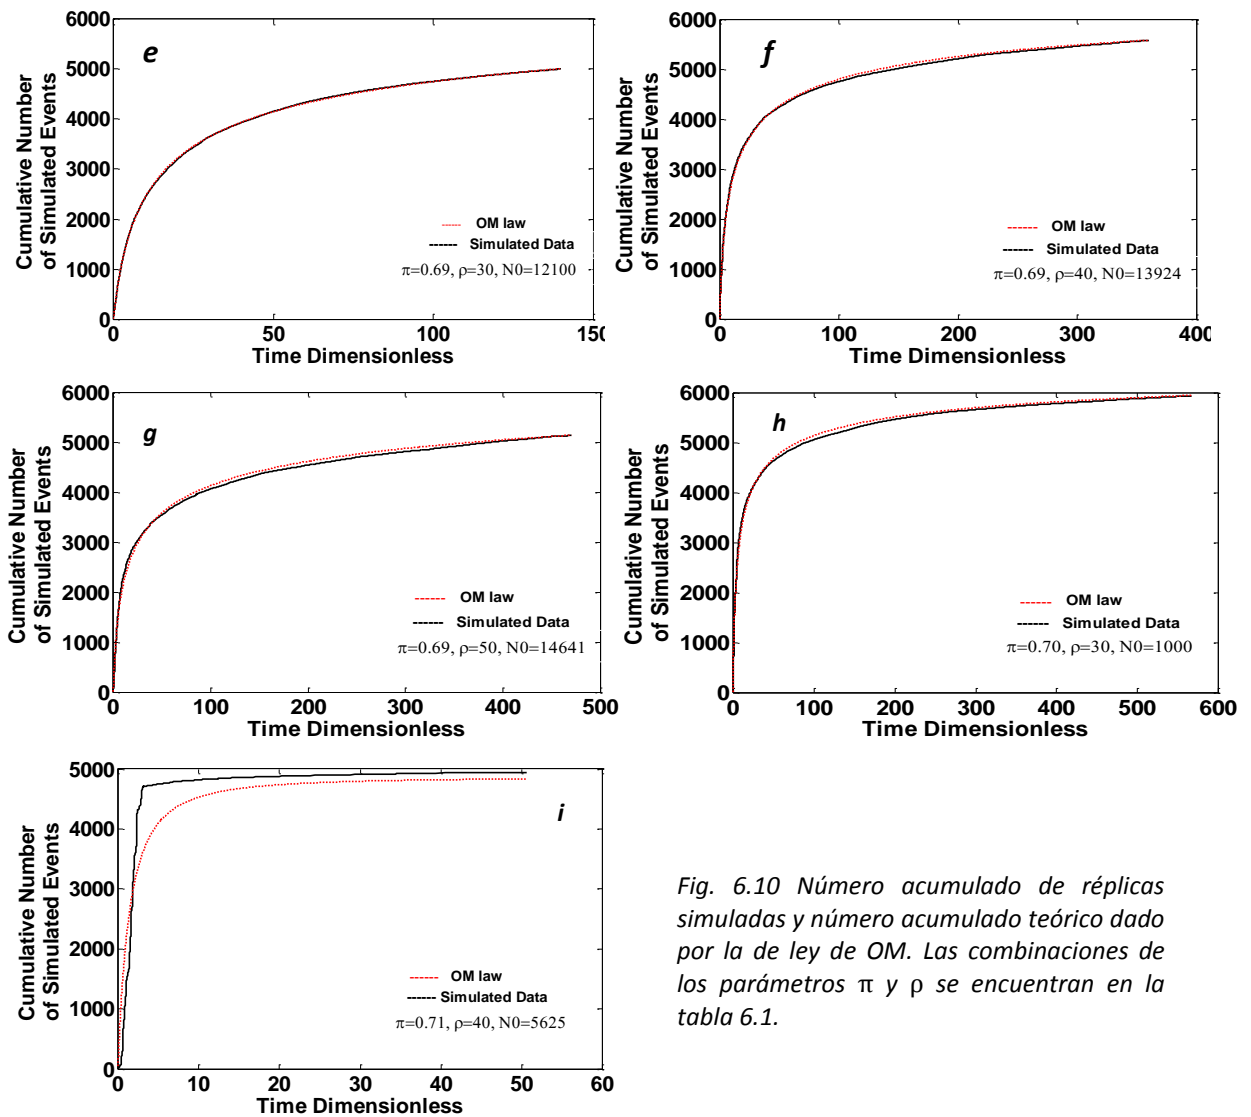 6000
5000
4000
3000
2000
1000
0
Cumulative Number
of Simulated Events
e
OM law
Simulated Data
π=0.69, ρ=30, N0=12100
0 50 100 150
Time Dimensionless
6000
5000
4000
3000
2000
1000
0
Cumulative Number
of Simulated Events
f
OM law
Simulated Data
π=0.69, ρ=40, N0=13924
0 100 200 300 400
Time Dimensionless
6000
5000
4000
3000
2000
1000
0
Cumulative Number
of Simulated Events
g
OM law
Simulated Data
π=0.69, ρ=50, N0=14641
0 100 200 300 400 500
Time Dimensionless
6000
5000
4000
3000
2000
1000
0
Cumulative Number
of Simulated Events
h
OM law
Simulated Data
π=0.70, ρ=30, N0=1000
0 100 200 300 400 500 600
Time Dimensionless
5000
4000
3000
2000
1000
0
Cumulative Number
of Simulated Events
i
OM law
Simulated Data
π=0.71, ρ=40, N0=5625
0 10 20 30 40 50 60
Time Dimensionless
Fig. 6.10 Número acumulado de réplicas
simuladas y número acumulado teórico dado
por la de ley de OM. Las combinaciones de
los parámetros π y ρ se encuentran en la
tabla 6.1.